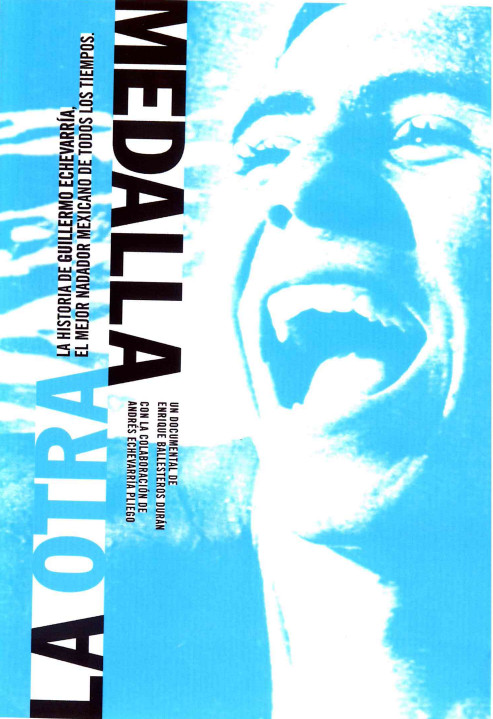 LA OTRA
MEDALLA
LA HISTORIA DE GUILLERMO ECHEVARRÍA,
EL MEJOR NADADOR MEXICANO DE TODOS LOS TIEMPOS.
UN DOCUMENTAL DE
ENRIQUE BALLESTEROS DURÁN
CON LA COLABORACIÓN DE
ANDRÉS ECHEVARRÍA PLIEGO